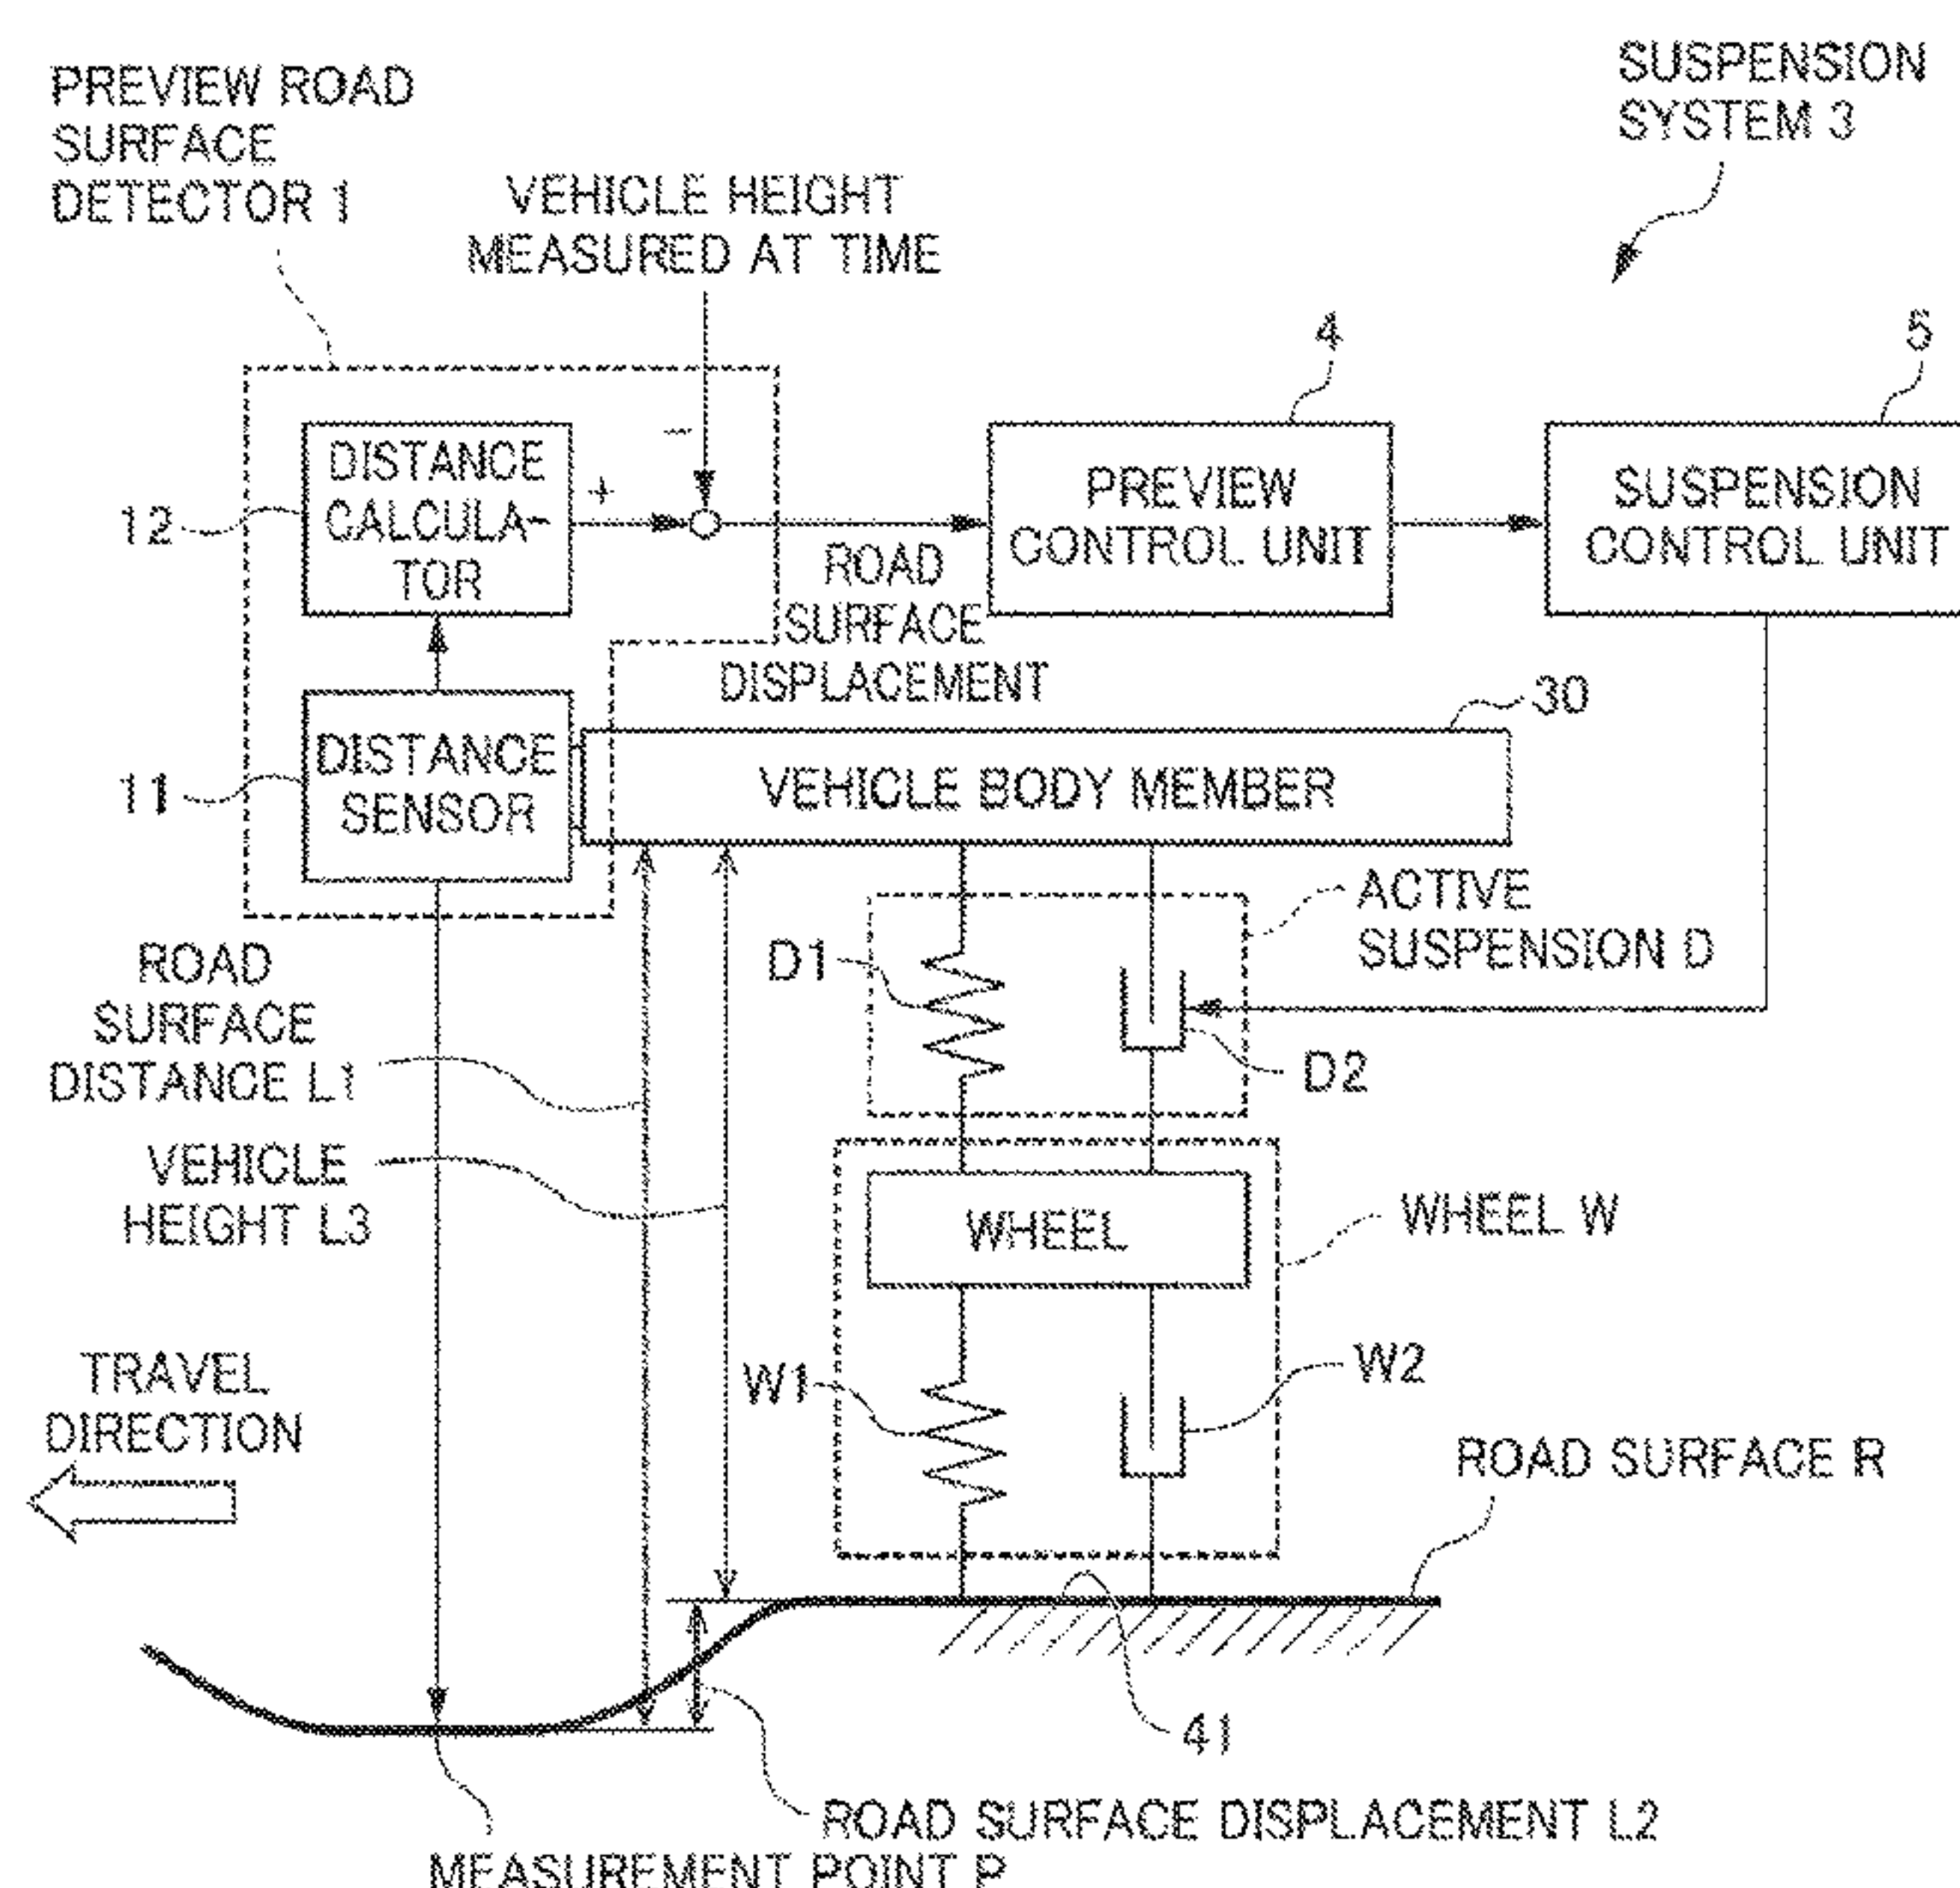 PREVIEW ROAD
SURFACE
DETECTOR 1
SUSPENSION
SYSTEM 3
VEHICLE HEIGHT
MEASURED AT TIME
4
5
DISTANCE
CALCULA-
TOR
12
+
−
PREVIEW
CONTROL UNIT
SUSPENSION
CONTROL UNIT
ROAD
SURFACE
DISPLACEMENT
30
DISTANCE
SENSOR
11
VEHICLE BODY MEMBER
ACTIVE
SUSPENSION D
D1
D2
ROAD
SURFACE
DISTANCE L1
VEHICLE
HEIGHT L3
WHEEL
WHEEL W
TRAVEL
DIRECTION
W1
W2
ROAD SURFACE R
41
ROAD SURFACE DISPLACEMENT L2
MEASUREMENT POINT P